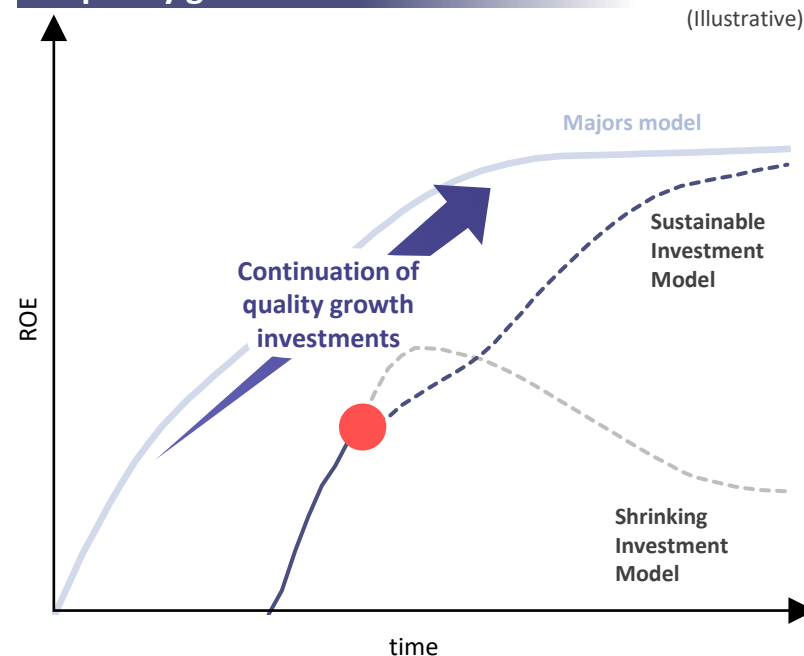 (Illustrative)
Majors model
Sustainable
Investment
Model
Continuation of
quality growth
investments
ROE
Shrinking
Investment
Model
time